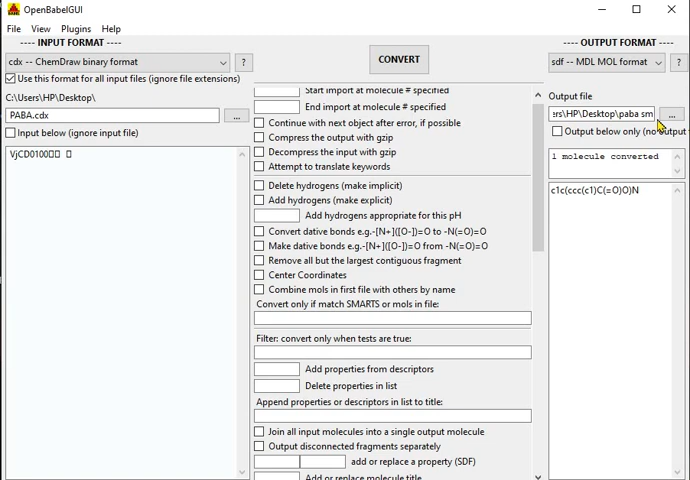 OpenBabelGUI
File View Plugins Help
---- INPUT FORMAT ----
cdx -- ChemDraw binary format
?
Use this format for all input files (ignore file extensions)
C:\Users\HP\Desktop\
PABA.cdx
...
Input below (ignore input file)
VjCD0100
CONVERT
Start import at molecule # specified
End import at molecule # specified
Continue with next object after error, if possible
Compress the output with gzip
Decompress the input with gzip
Attempt to translate keywords
Delete hydrogens (make implicit)
Add hydrogens (make explicit)
Add hydrogens appropriate for this pH
Convert dative bonds e.g.-[N+]([O-])=O to -N(=O)=O
Make dative bonds e.g.-[N+]([O-])=O from -N(=O)=O
Remove all but the largest contiguous fragment
Center Coordinates
Combine mols in first file with others by name
Convert only if match SMARTS or mols in file:
Filter: convert only when tests are true:
Add properties from descriptors
Delete properties in list
Append properties or descriptors in list to title:
Join all input molecules into a single output molecule
Output disconnected fragments separately
add or replace a property (SDF)
Add or replace molecule title
---- OUTPUT FORMAT ----
sdf -- MDL MOL format
?
Output file
ers\HP\Desktop\paba sm
...
Output below only (no output
1 molecule converted
c1c(ccc(c1)C(=O)O)N